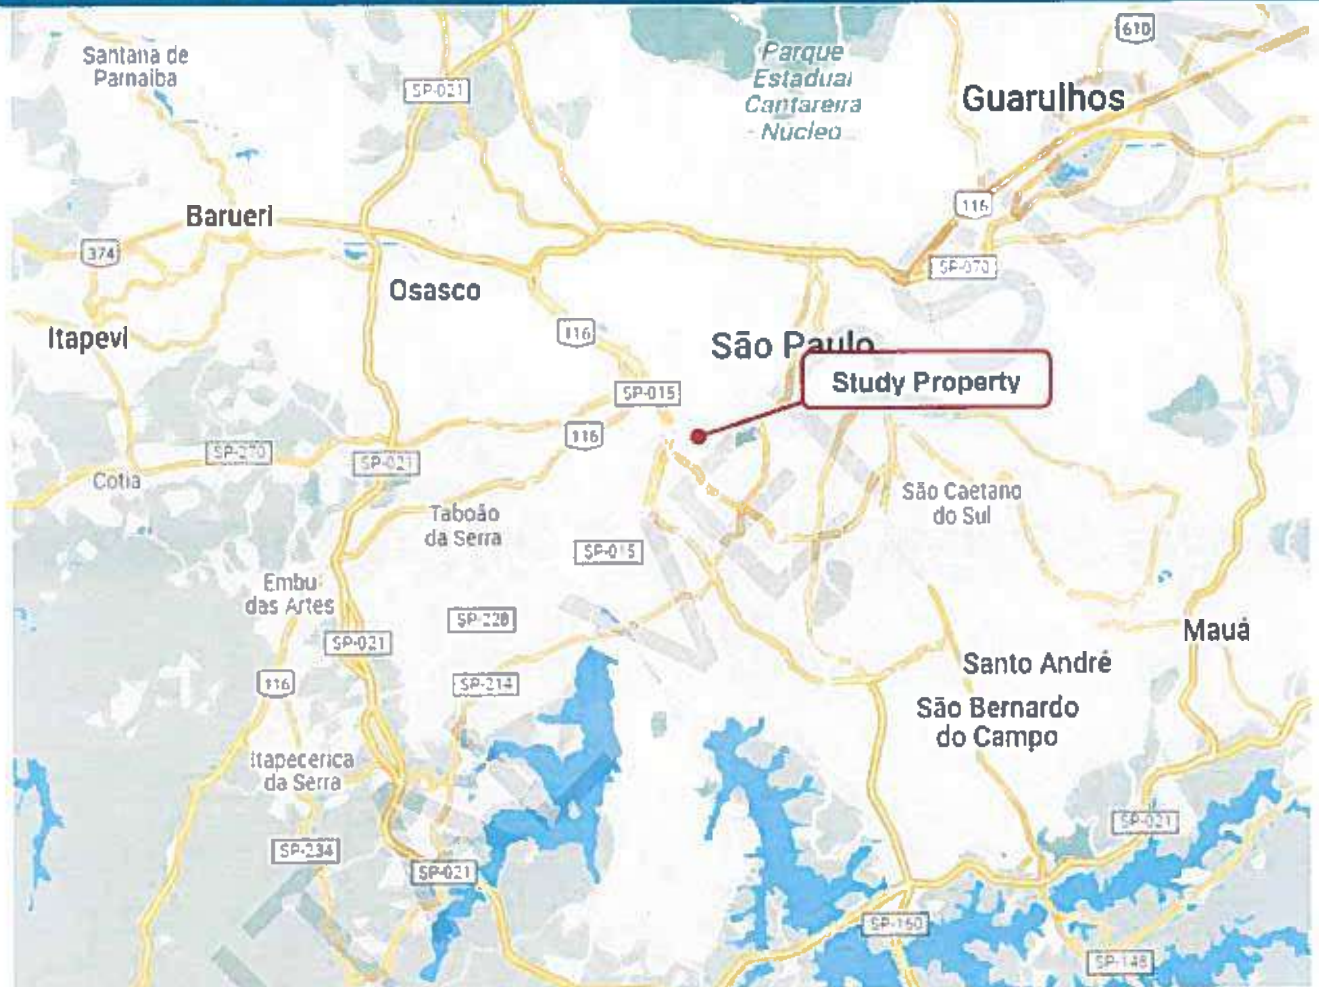 Santana de
Parnaiba
SP-021
Parque
Estadual
Cantareira
- Núcleo
610
Guarulhos
116
Barueri
374
SP-070
Osasco
Itapevi
116
São Paulo
Study Property
SP-015
116
SP-270
SP-021
Cotia
São Caetano
do Sul
Taboão
da Serra
SP-015
Embu
das Artes
SP-228
SP-021
Mauá
Santo André
116
SP-214
São Bernardo
do Campo
Itapecerica
da Serra
SP-021
SP-234
SP-021
SP-160
SP-148